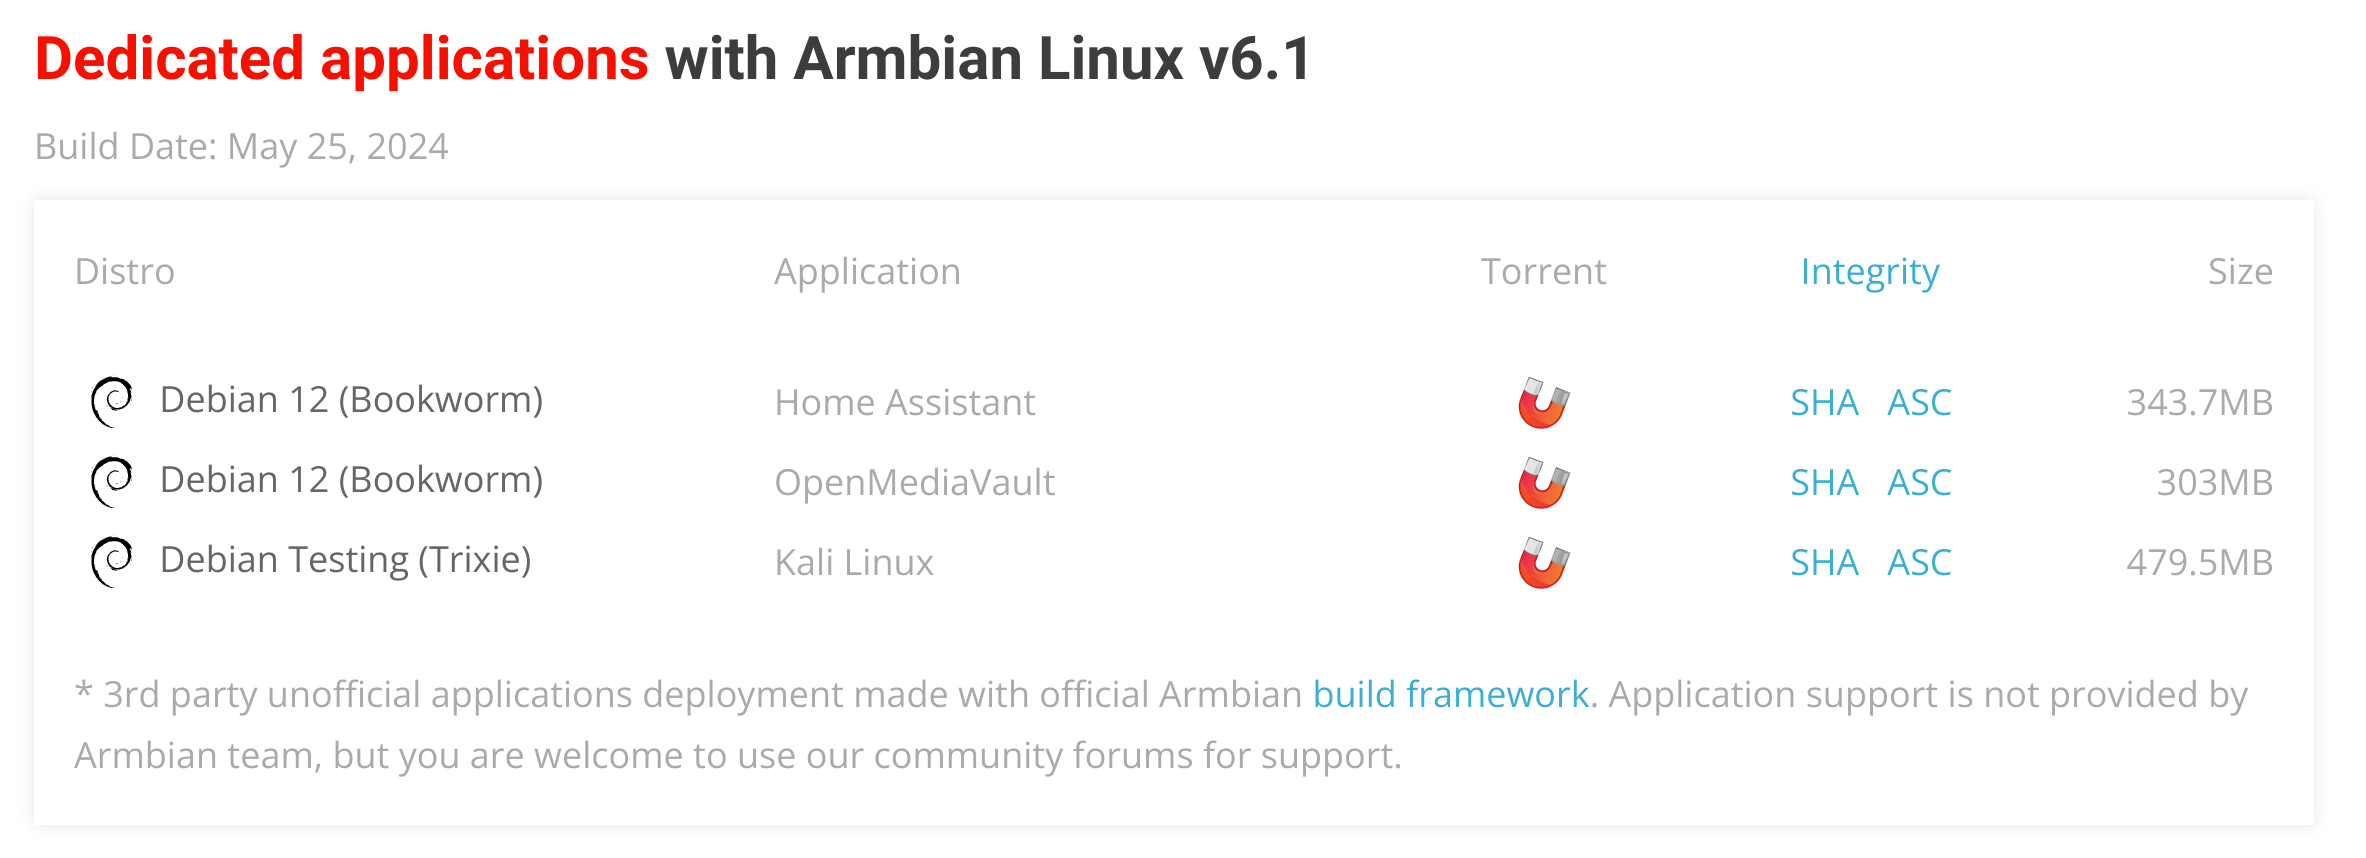 Dedicated applications with Armbian Linux v6.1
Build Date: May 25, 2024
Distro Application Torrent Integrity Size
Debian 12 (Bookworm) Home Assistant SHA ASC 343.7MB
Debian 12 (Bookworm) OpenMediaVault SHA ASC 303MB
Debian Testing (Trixie) Kali Linux SHA ASC 479.5MB
* 3rd party unofficial applications deployment made with official Armbian build framework. Application support is not provided by
Armbian team, but you are welcome to use our community forums for support.